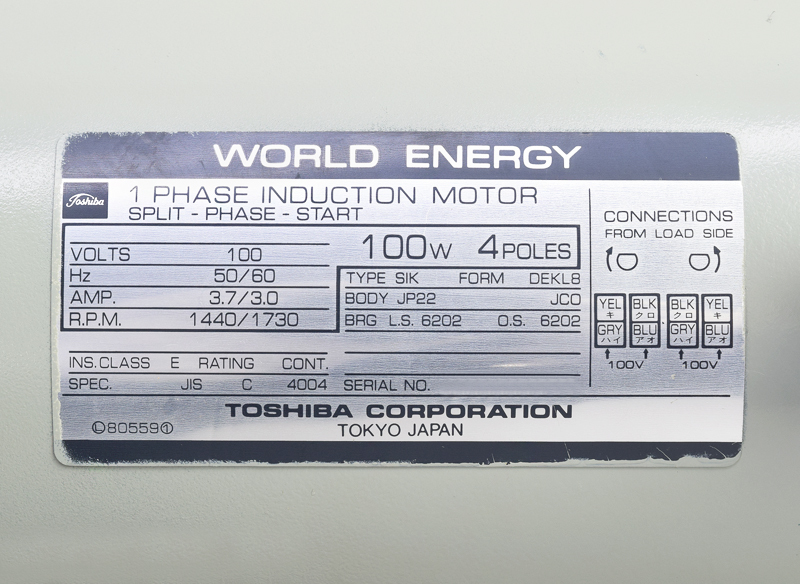 WORLD ENERGY
Toshiba
1 PHASE INDUCTION MOTOR
SPLIT - PHASE - START
100W 4POLES
VOLTS 100
Hz 50/60
AMP. 3.7/3.0
R.P.M. 1440/1730
TYPE SIK FORM DEKL8
BODY JP22 JCO
BRG L.S. 6202 O.S. 6202
INS.CLASS E RATING CONT.
SPEC. JIS C 4004
SERIAL NO.
CONNECTIONS
FROM LOAD SIDE
YEL BLK BLK YEL
キ クロ クロ キ
GRY BLU GRY BLU
ハイ アオ ハイ アオ
100V 100V
TOSHIBA CORPORATION
TOKYO JAPAN
Ⓛ80559①